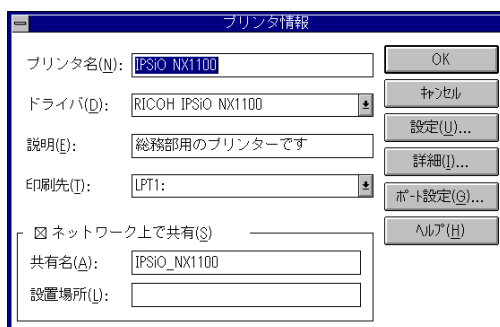 プリンタ情報
プリンタ名(N): IPSiO NX1100
ドライバ(D): RICOH IPSiO NX1100
説明(E): 総務部用のプリンターです
印刷先(T): LPT1:
ネットワーク上で共有(S)
共有名(A): IPSiO_NX1100
設置場所(L):
OK
キャンセル
設定(U)...
詳細(I)...
ポート設定(G)...
ヘルプ(H)